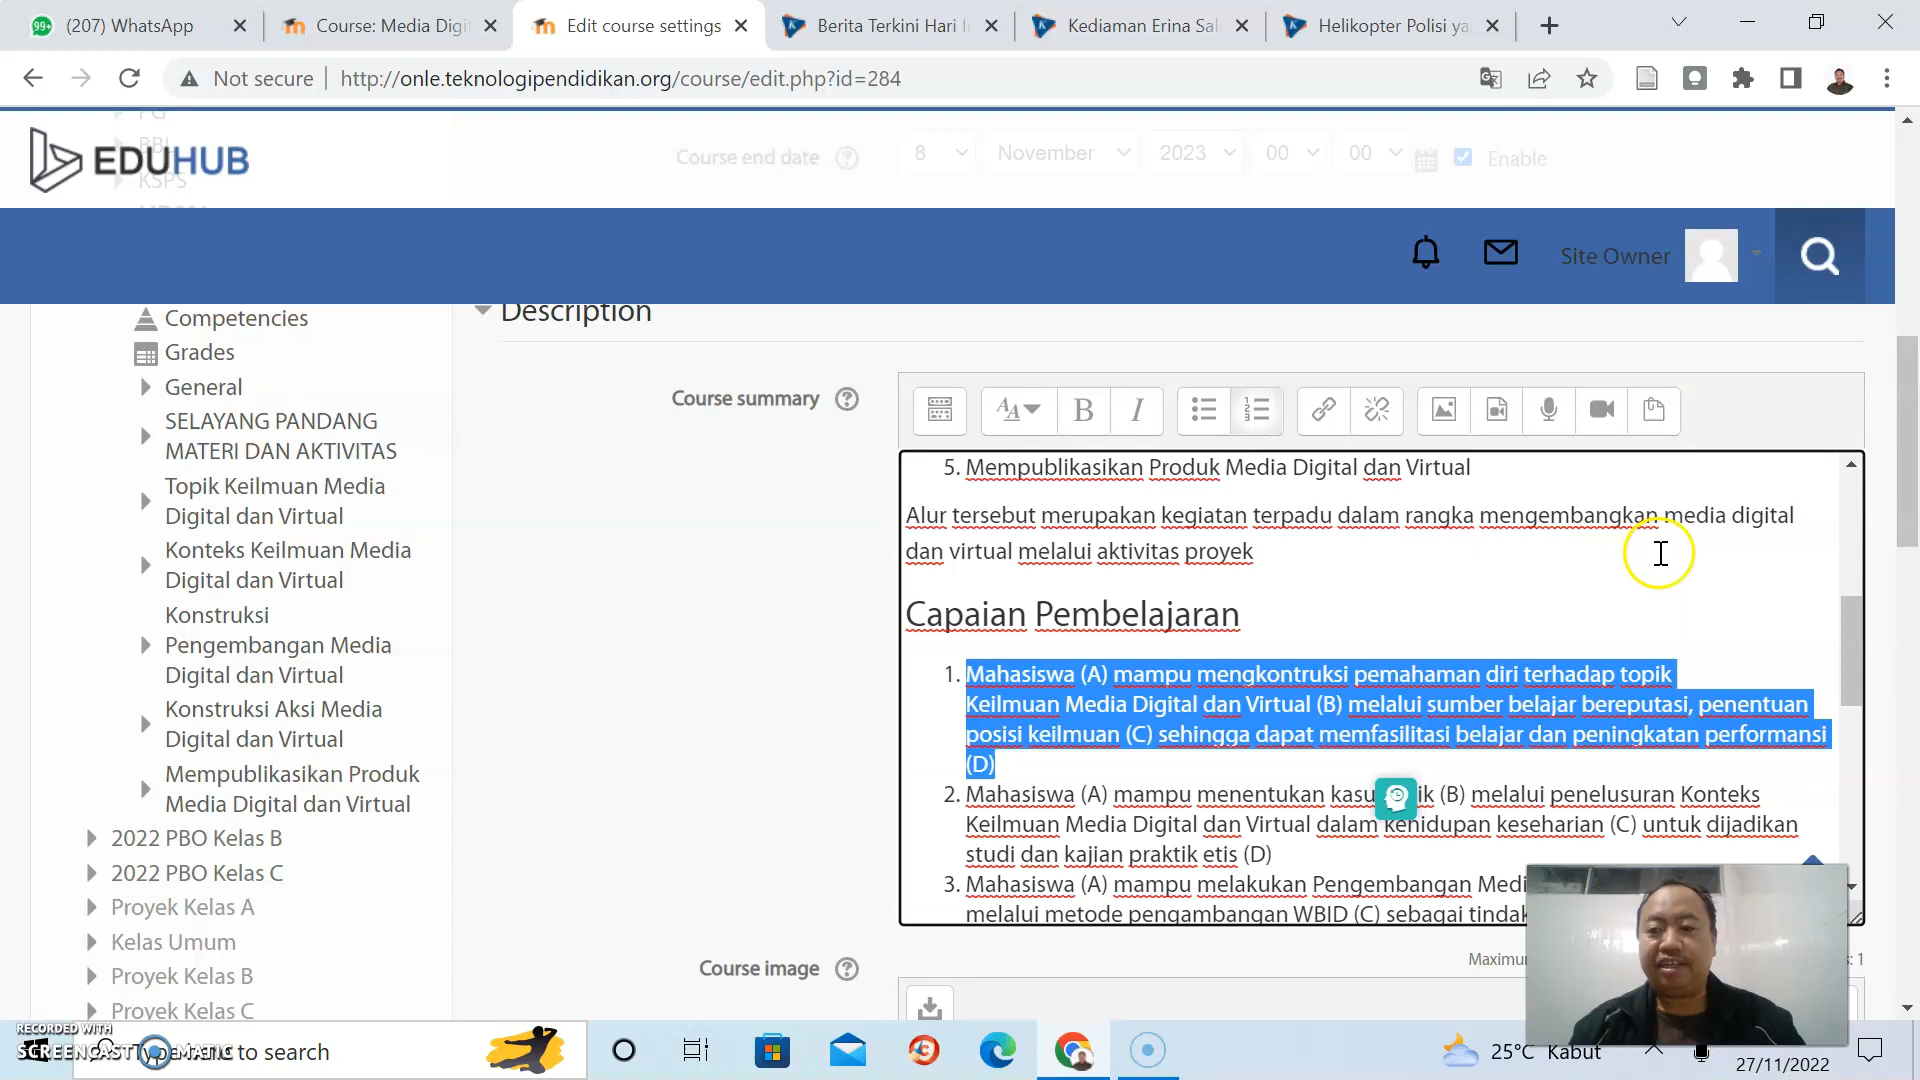 (207) WhatsApp
Course: Media Digit
Edit course settings
Berita Terkini Hari I
Kediaman Erina Sal
Helikopter Polisi ya
Not secure
http://onle.teknologipendidikan.org/course/edit.php?id=284
BBL
KSPS
EDUHUB
Course end date
8 November 2023 00 00
Enable
Site Owner
Competencies
Grades
General
SELAYANG PANDANG
MATERI DAN AKTIVITAS
Topik Keilmuan Media
Digital dan Virtual
Konteks Keilmuan Media
Digital dan Virtual
Konstruksi
Pengembangan Media
Digital dan Virtual
Konstruksi Aksi Media
Digital dan Virtual
Mempublikasikan Produk
Media Digital dan Virtual
2022 PBO Kelas B
2022 PBO Kelas C
Proyek Kelas A
Kelas Umum
Proyek Kelas B
Proyek Kelas C
Description
Course summary
5. Mempublikasikan Produk Media Digital dan Virtual
Alur tersebut merupakan kegiatan terpadu dalam rangka mengembangkan media digital
dan virtual melalui aktivitas proyek
Capaian Pembelajaran
1. Mahasiswa (A) mampu mengkontruksi pemahaman diri terhadap topik
Keilmuan Media Digital dan Virtual (B) melalui sumber belajar bereputasi, penentuan
posisi keilmuan (C) sehingga dapat memfasilitasi belajar dan peningkatan performansi
(D)
2. Mahasiswa (A) mampu menentukan kasu ik (B) melalui penelusuran Konteks
Keilmuan Media Digital dan Virtual dalam kehidupan keseharian (C) untuk dijadikan
studi dan kajian praktik etis (D)
3. Mahasiswa (A) mampu melakukan Pengembangan Medi
melalui metode pengambangan WBID (C) sebagai tindak
Course image
Maximu
: 1
RECORDED WITH
SCREENCAST MATIC
Type here to search
25°C Kabut
27/11/2022